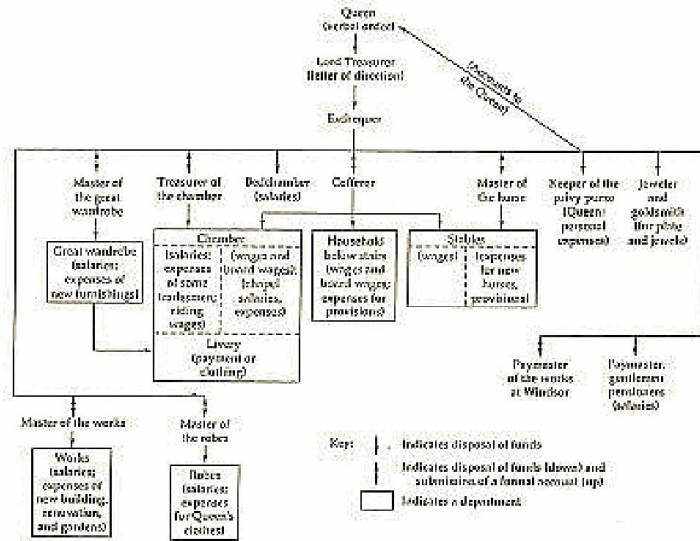 Queen
(verbal order)
Lord Treasurer
(letter of direction)
Exchequer
(Accounts to
the Queen)
Master of
the great
wardrobe
Treasurer of
the chamber
Bedchamber
(salaries)
Cofferer
Master of
the horse
Keeper of the
privy purse
(Queen's
personal
expenses)
Jeweler
and
goldsmith
(for plate
and jewels)
Great wardrobe
(salaries;
expenses of
new furnishings)
Chamber
(salaries;
expenses
of some
tradesmen;
riding
wages)
(wages and
board wages);
(chapel
salaries,
expenses)
Livery
(payment or
clothing)
Household
below stairs
(wages and
board wages;
expenses for
provisions)
Stables
(wages)
(expenses
for new
horses,
provisions)
Paymaster
of the works
at Windsor
Paymaster,
gentlemen
pensioners
(salaries)
Master of the works
Works
(salaries;
expenses of
new building,
renovation,
and gardens)
Master of
the robes
Robes
(salaries;
expenses
for Queen's
clothes)
Key:
Indicates disposal of funds
Indicates disposal of funds (down) and
submission of a formal account (up)
Indicates a department